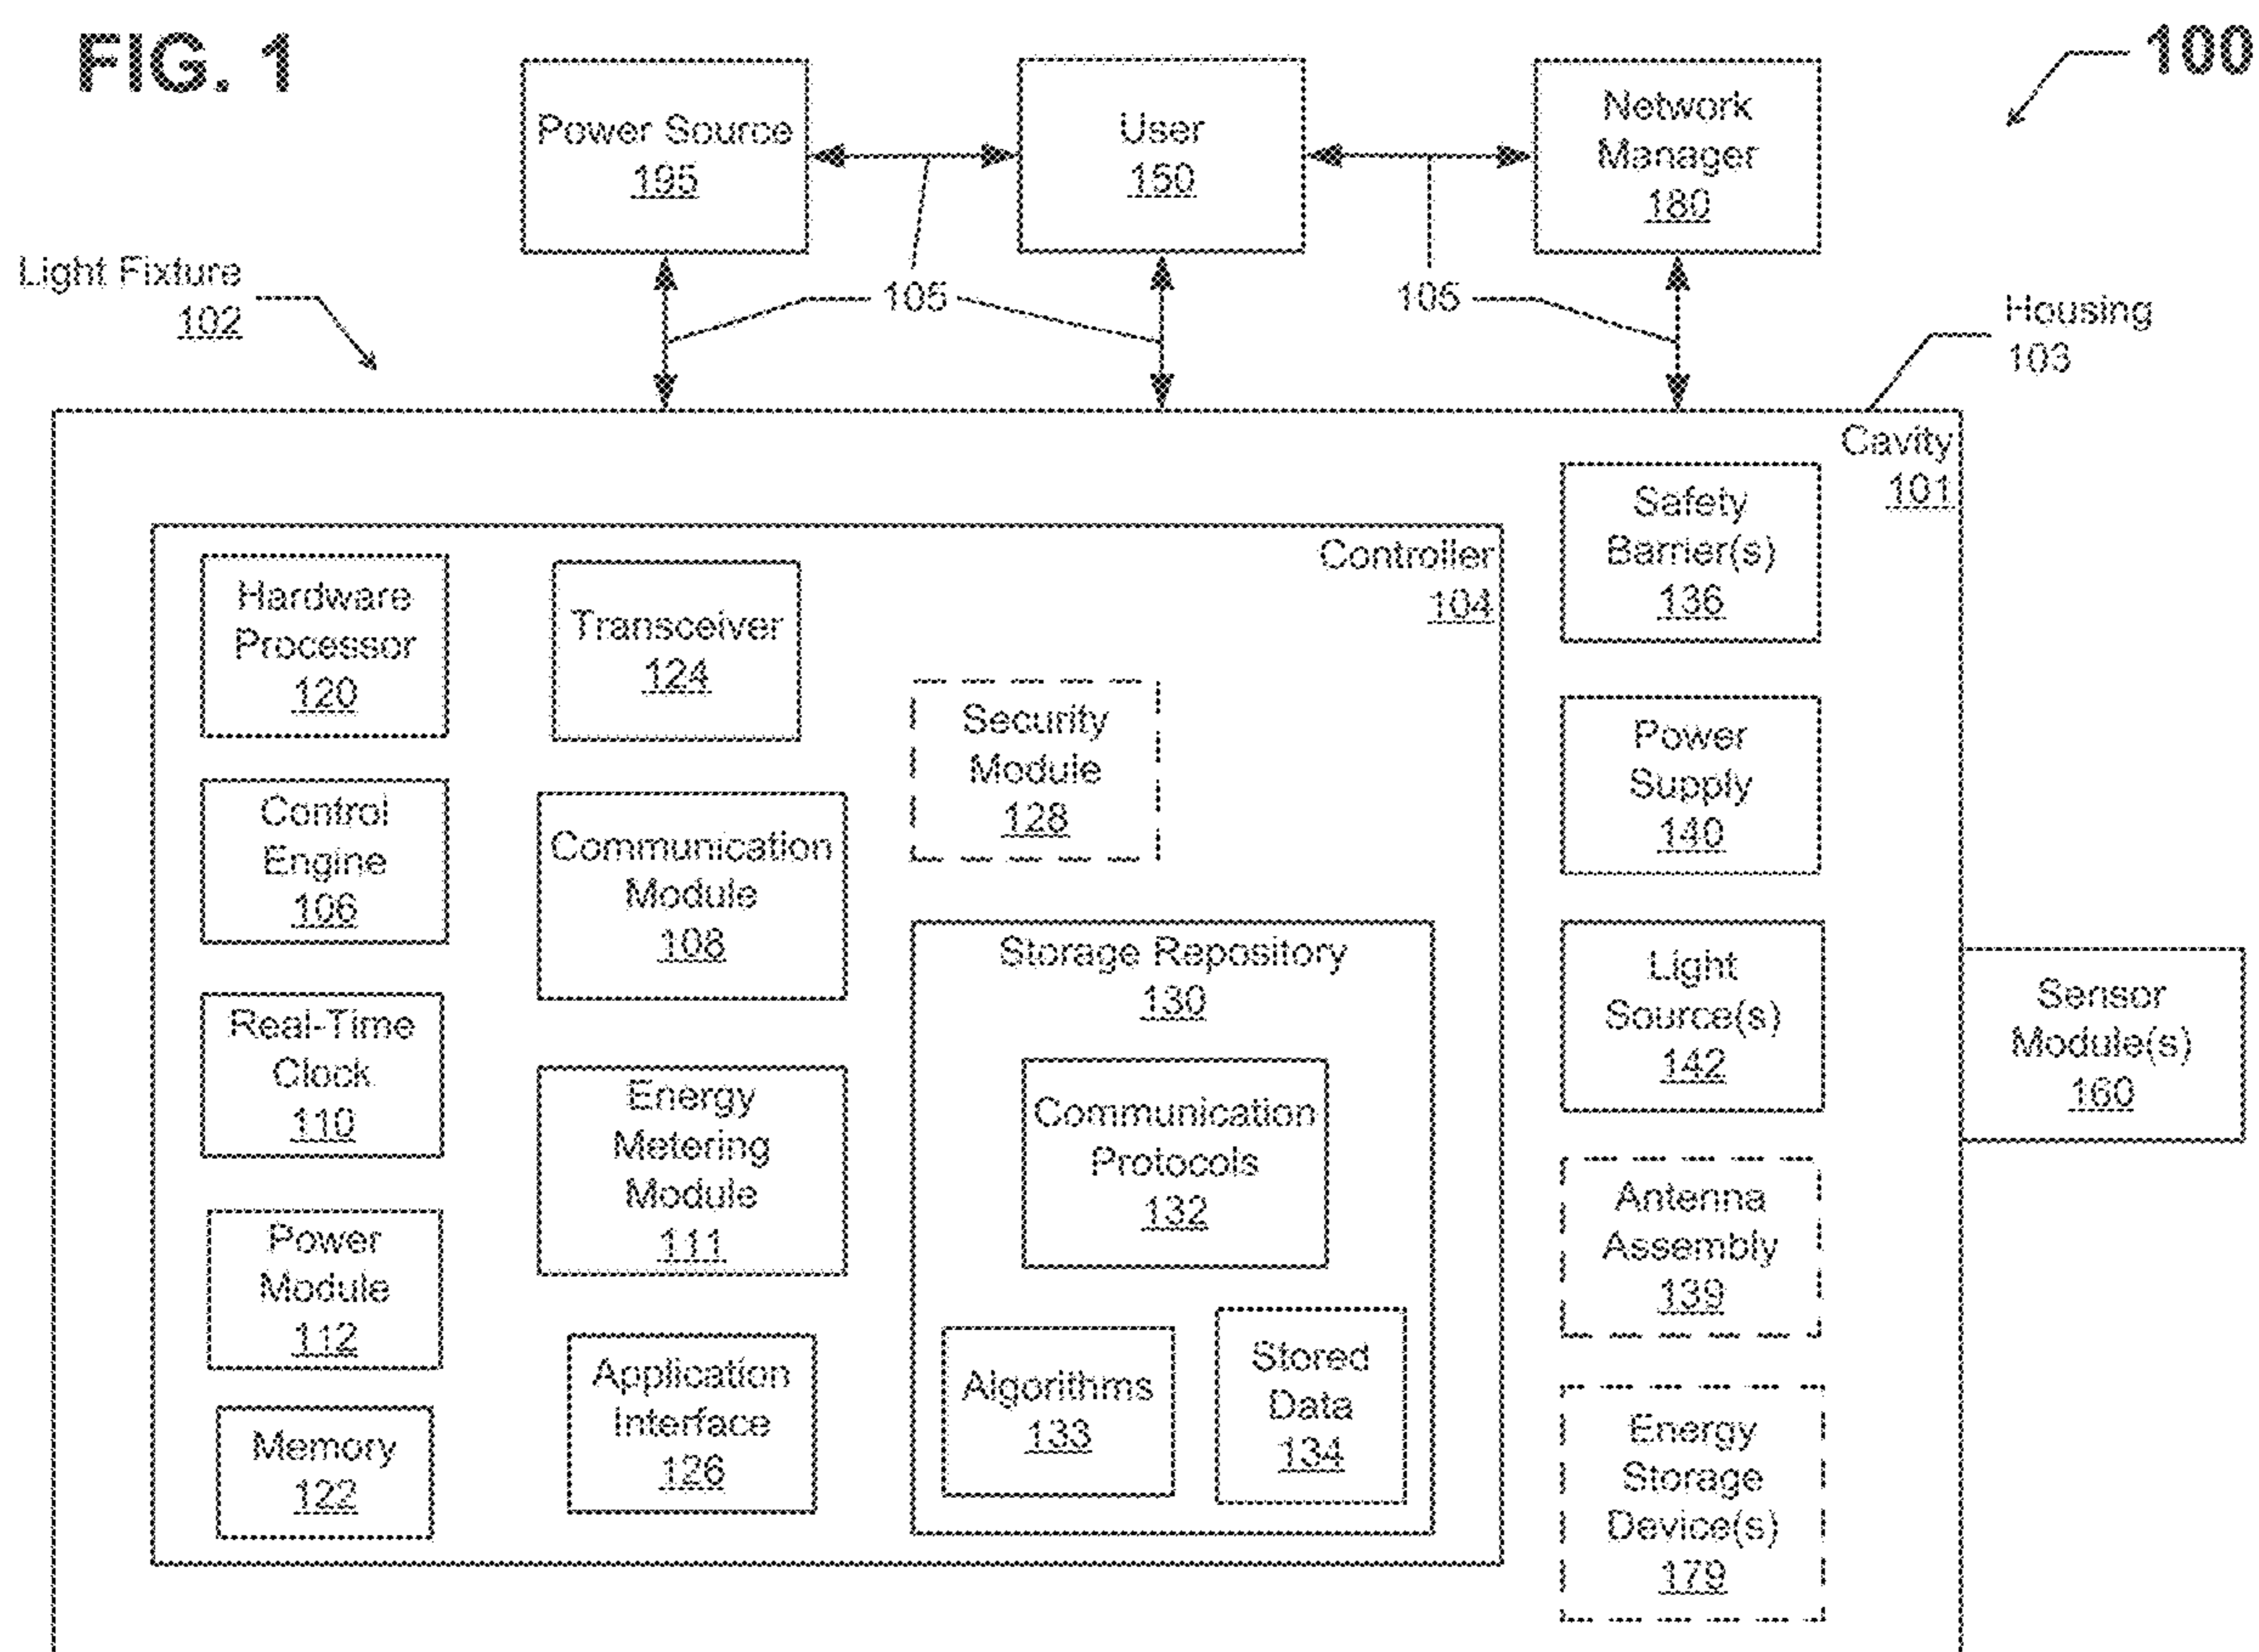 FIG. 1
100
Power Source
195
User
150
Network
Manager
180
Light Fixture
102
105
105
Housing
103
Cavity
101
Controller
104
Hardware
Processor
120
Control
Engine
106
Real-Time
Clock
110
Power
Module
112
Memory
122
Transceiver
124
Communication
Module
108
Energy
Metering
Module
111
Application
Interface
126
Security
Module
128
Storage Repository
130
Communication
Protocols
132
Algorithms
133
Stored
Data
134
Safety
Barrier(s)
136
Power
Supply
140
Light
Source(s)
142
Antenna
Assembly
139
Energy
Storage
Device(s)
179
Sensor
Module(s)
160